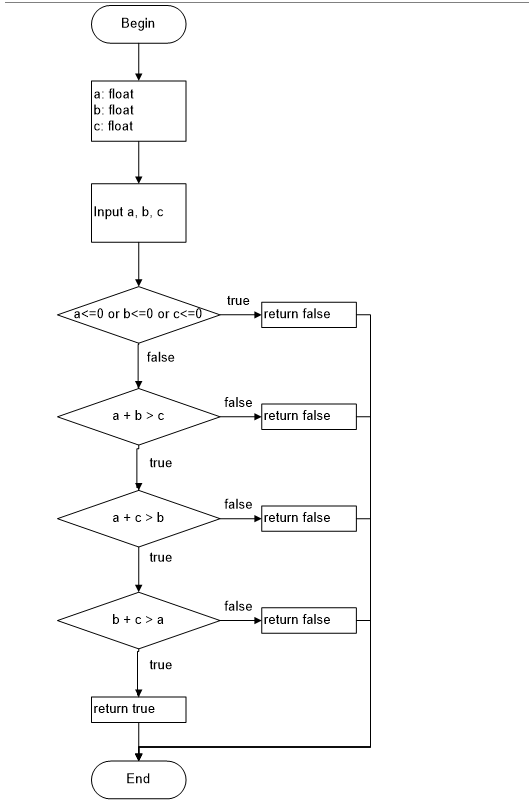 Begin
a: float
b: float
c: float
Input a, b, c
a<=0 or b<=0 or c<=0
true
return false
false
a + b > c
false
return false
true
a + c > b
false
return false
true
b + c > a
false
return false
true
return true
End